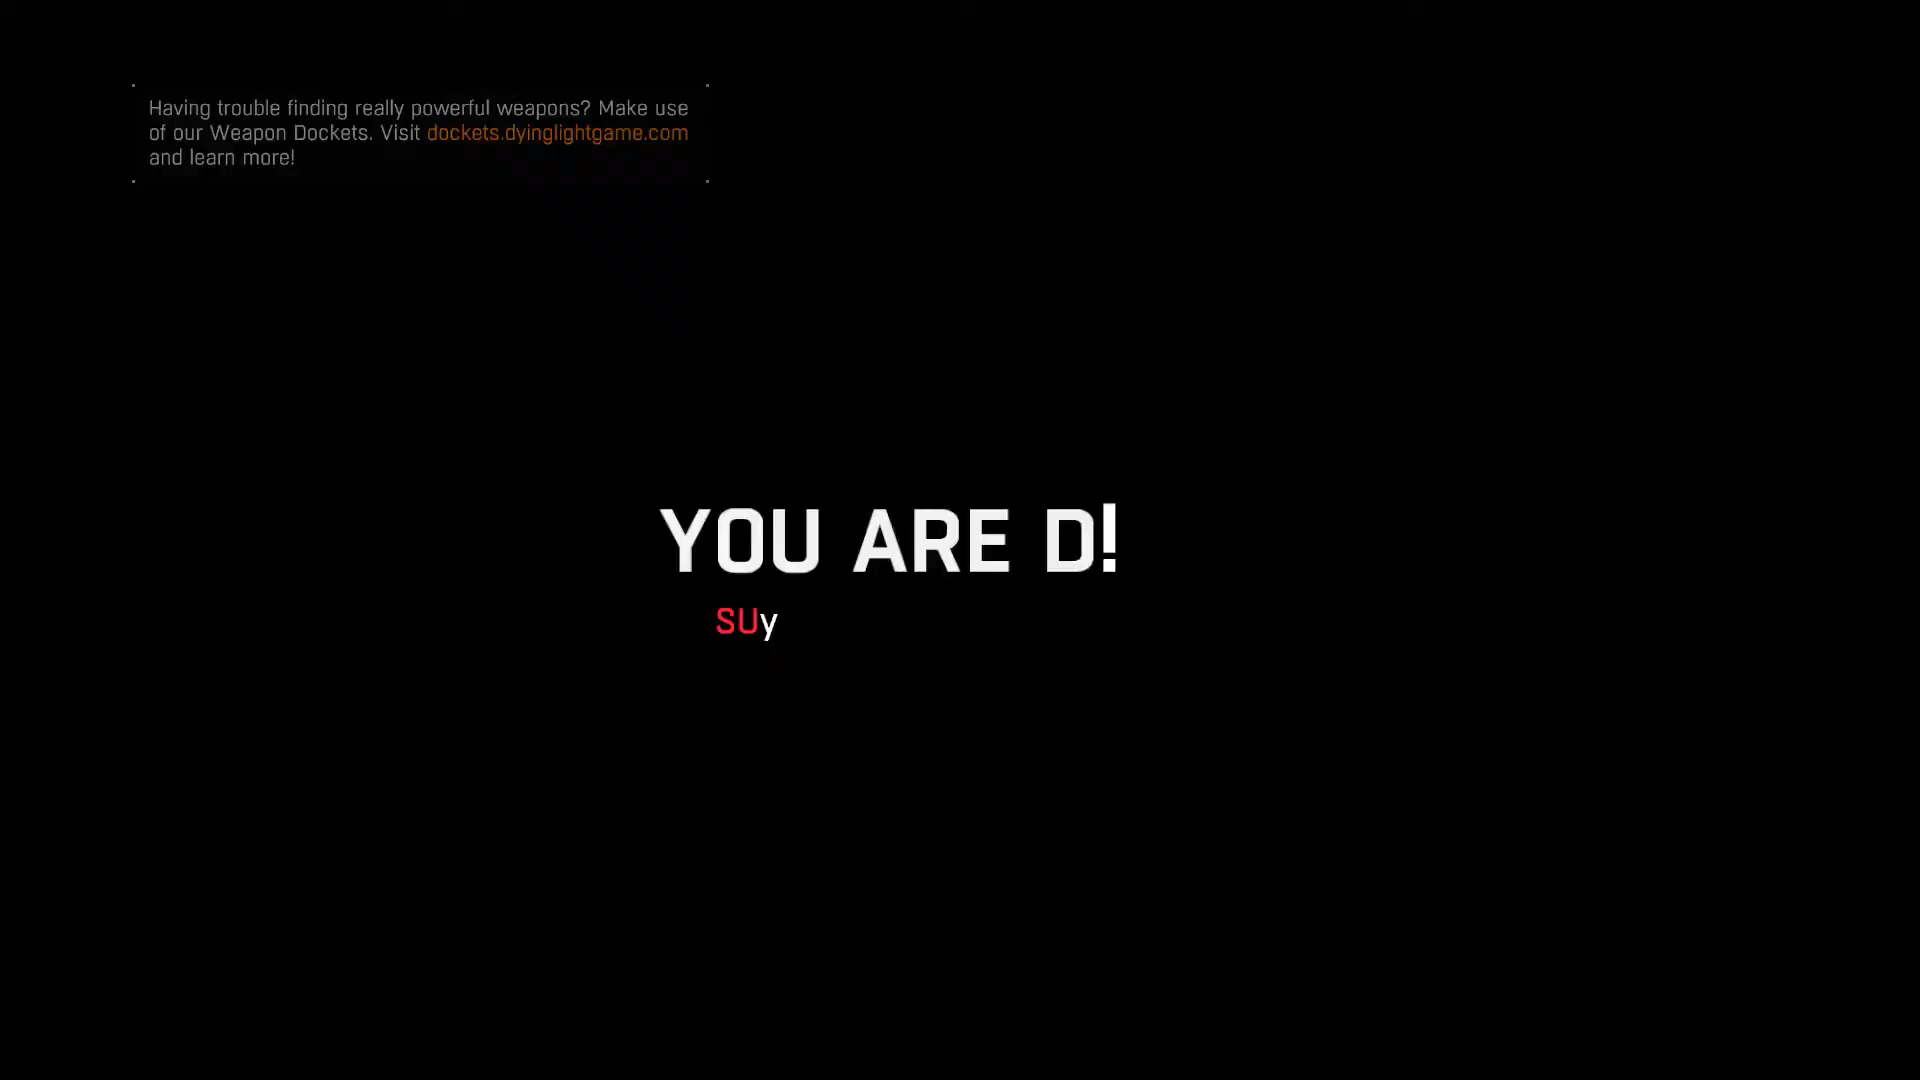 Having trouble finding really powerful weapons? Make use
of our Weapon Dockets. Visit dockets.dyinglightgame.com
and learn more!
YOU ARE D!
SUy